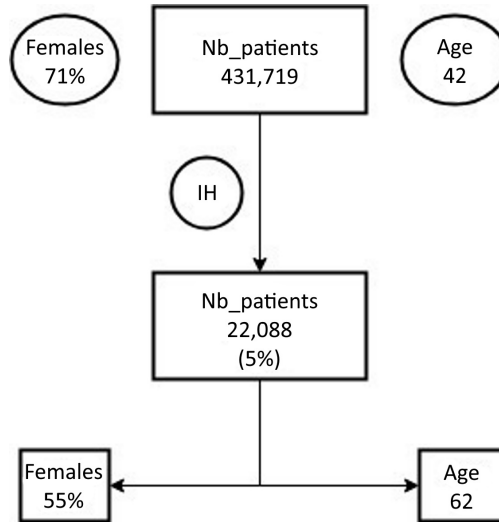 Females
71%
Nb_patients
431,719
Age
42
IH
Nb_patients
22,088
(5%)
Females
55%
Age
62